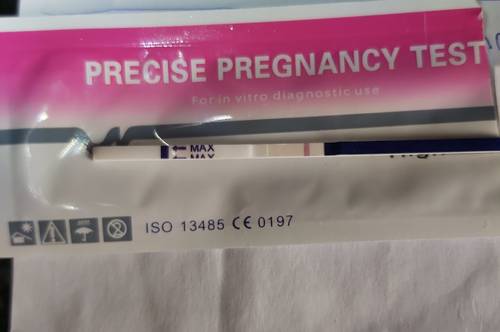 PRECISE PREGNANCY TEST
For in vitro diagnostic use
MAX
MAX
ISO 13485 CE 0197